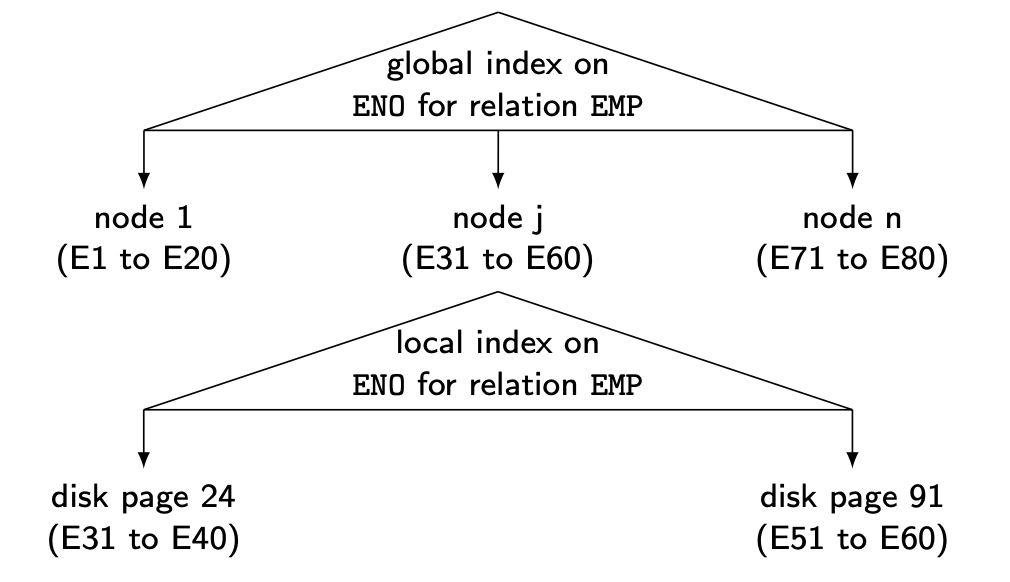 global index on
ENO for relation EMP
node 1
(E1 to E20)
node j
(E31 to E60)
node n
(E71 to E80)
local index on
ENO for relation EMP
disk page 24
(E31 to E40)
disk page 91
(E51 to E60)